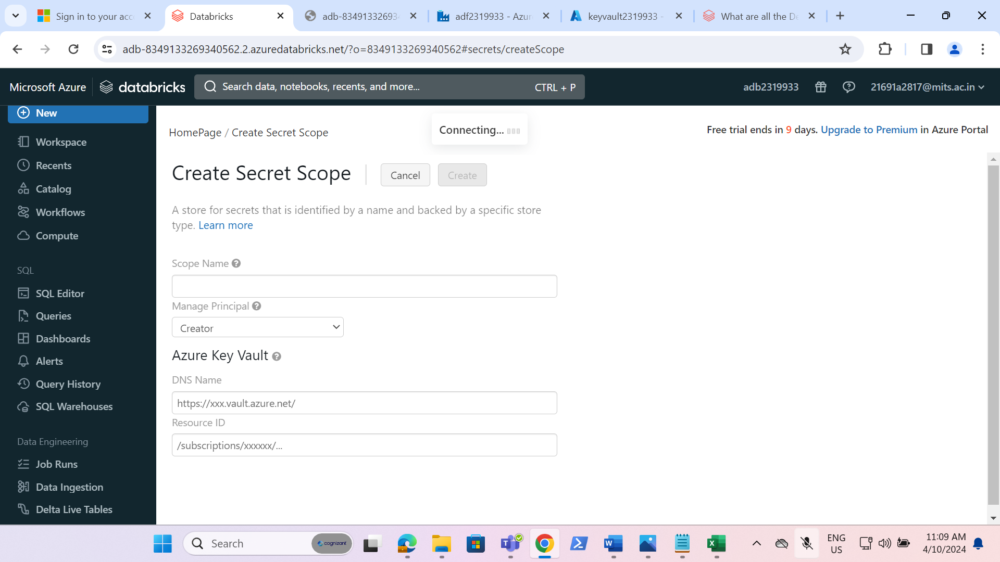 Sign in to your acc
Databricks
adb-83491332693
adf2319933 - Azur
keyvault2319933 -
What are all the De
adb-8349133269340562.2.azuredatabricks.net/?o=8349133269340562#secrets/createScope
Microsoft Azure
databricks
Search data, notebooks, recents, and more...
CTRL + P
adb2319933
21691a2817@mits.ac.in
New
Workspace
Recents
Catalog
Workflows
Compute
SQL
SQL Editor
Queries
Dashboards
Alerts
Query History
SQL Warehouses
Data Engineering
Job Runs
Data Ingestion
Delta Live Tables
HomePage / Create Secret Scope
Connecting...
Free trial ends in 9 days. Upgrade to Premium in Azure Portal
Create Secret Scope
Cancel
Create
A store for secrets that is identified by a name and backed by a specific store
type. Learn more
Scope Name
Manage Principal
Creator
Azure Key Vault
DNS Name
https://xxx.vault.azure.net/
Resource ID
/subscriptions/xxxxxx/...
Search
cognizant
ENG
US
11:09 AM
4/10/2024